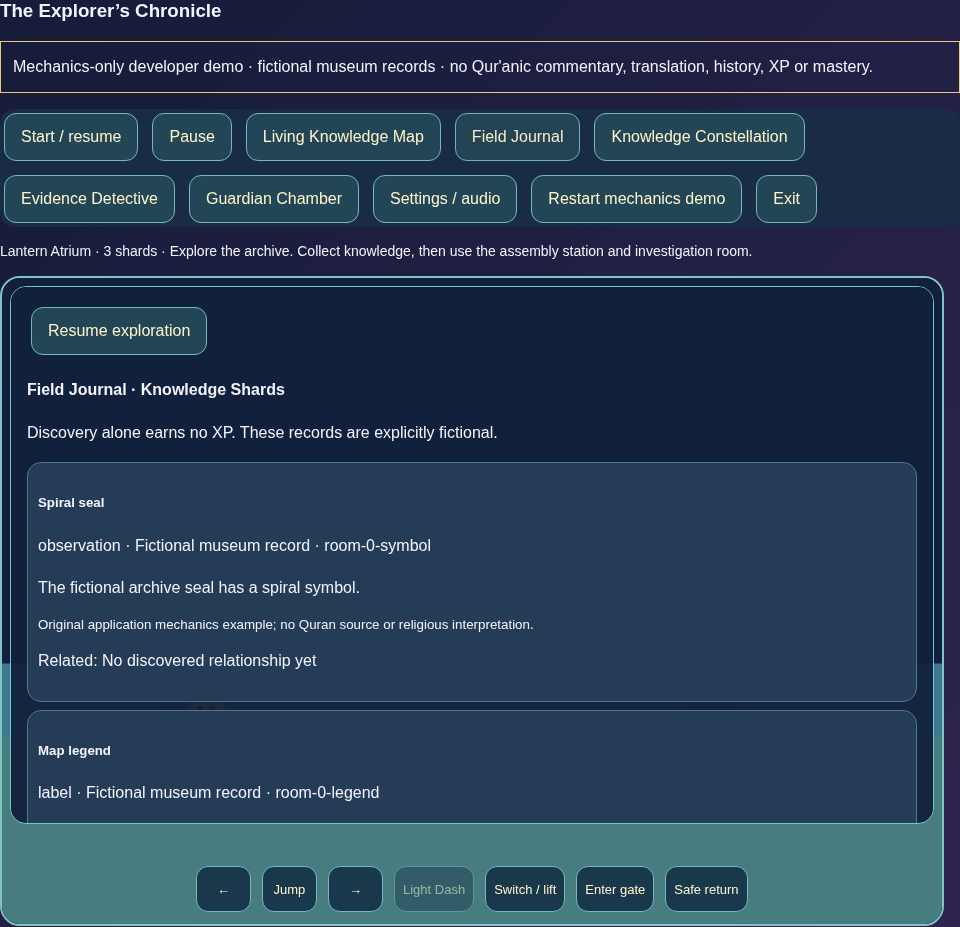 The Explorer’s Chronicle
Mechanics-only developer demo · fictional museum records · no Qur'anic commentary, translation, history, XP or mastery.
Start / resume Pause Living Knowledge Map Field Journal Knowledge Constellation
Evidence Detective Guardian Chamber Settings / audio Restart mechanics demo Exit
Lantern Atrium · 3 shards · Explore the archive. Collect knowledge, then use the assembly station and investigation room.
Resume exploration
Field Journal · Knowledge Shards
Discovery alone earns no XP. These records are explicitly fictional.
Spiral seal
observation · Fictional museum record · room-0-symbol
The fictional archive seal has a spiral symbol.
Original application mechanics example; no Quran source or religious interpretation.
Related: No discovered relationship yet
Map legend
label · Fictional museum record · room-0-legend
← Jump → Light Dash Switch / lift Enter gate Safe return